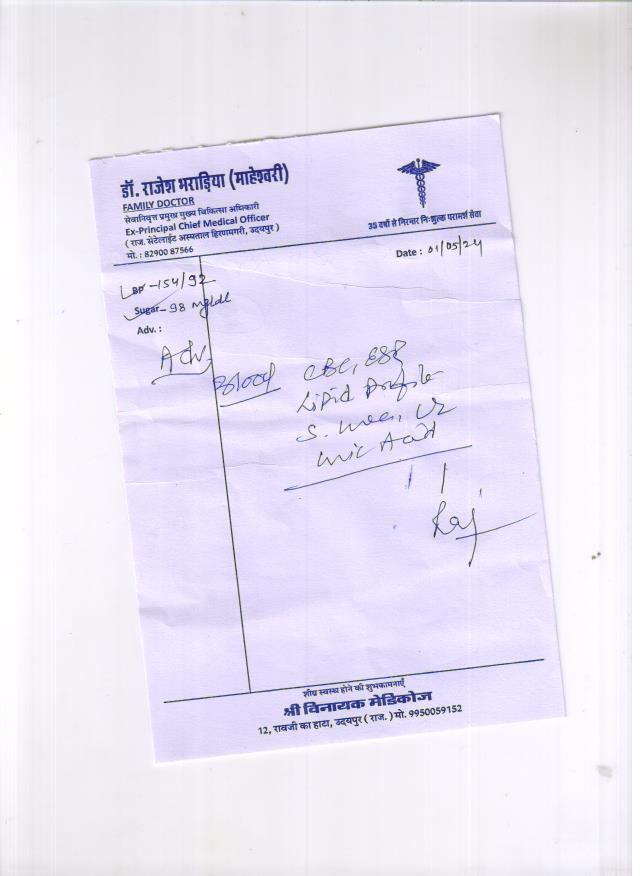 डॉ. राजेश भराड़िया (माहेश्वरी)
FAMILY DOCTOR
सेवानिवृत्त प्रमुख मुख्य चिकित्सा अधिकारी
Ex-Principal Chief Medical Officer
( राज. सेटेलाईट अस्पताल हिरणमगरी, उदयपुर )
मो. : 82900 87566
35 वर्षो से निरन्तर निःशुल्क परामर्श सेवा
Date : 01/05/24
BP -154/92
Sugar- 98 mg/dl
Adv. :
Adv.
Blood CBC, ESR
Lipid Profile
S. Urea, Cr
Uric Acid
Raj
शीघ्र स्वस्थ होने की शुभकामनाएँ
श्री विनायक मेडिकोज
12, रावजी का हाटा, उदयपुर ( राज. ) मो. 9950059152